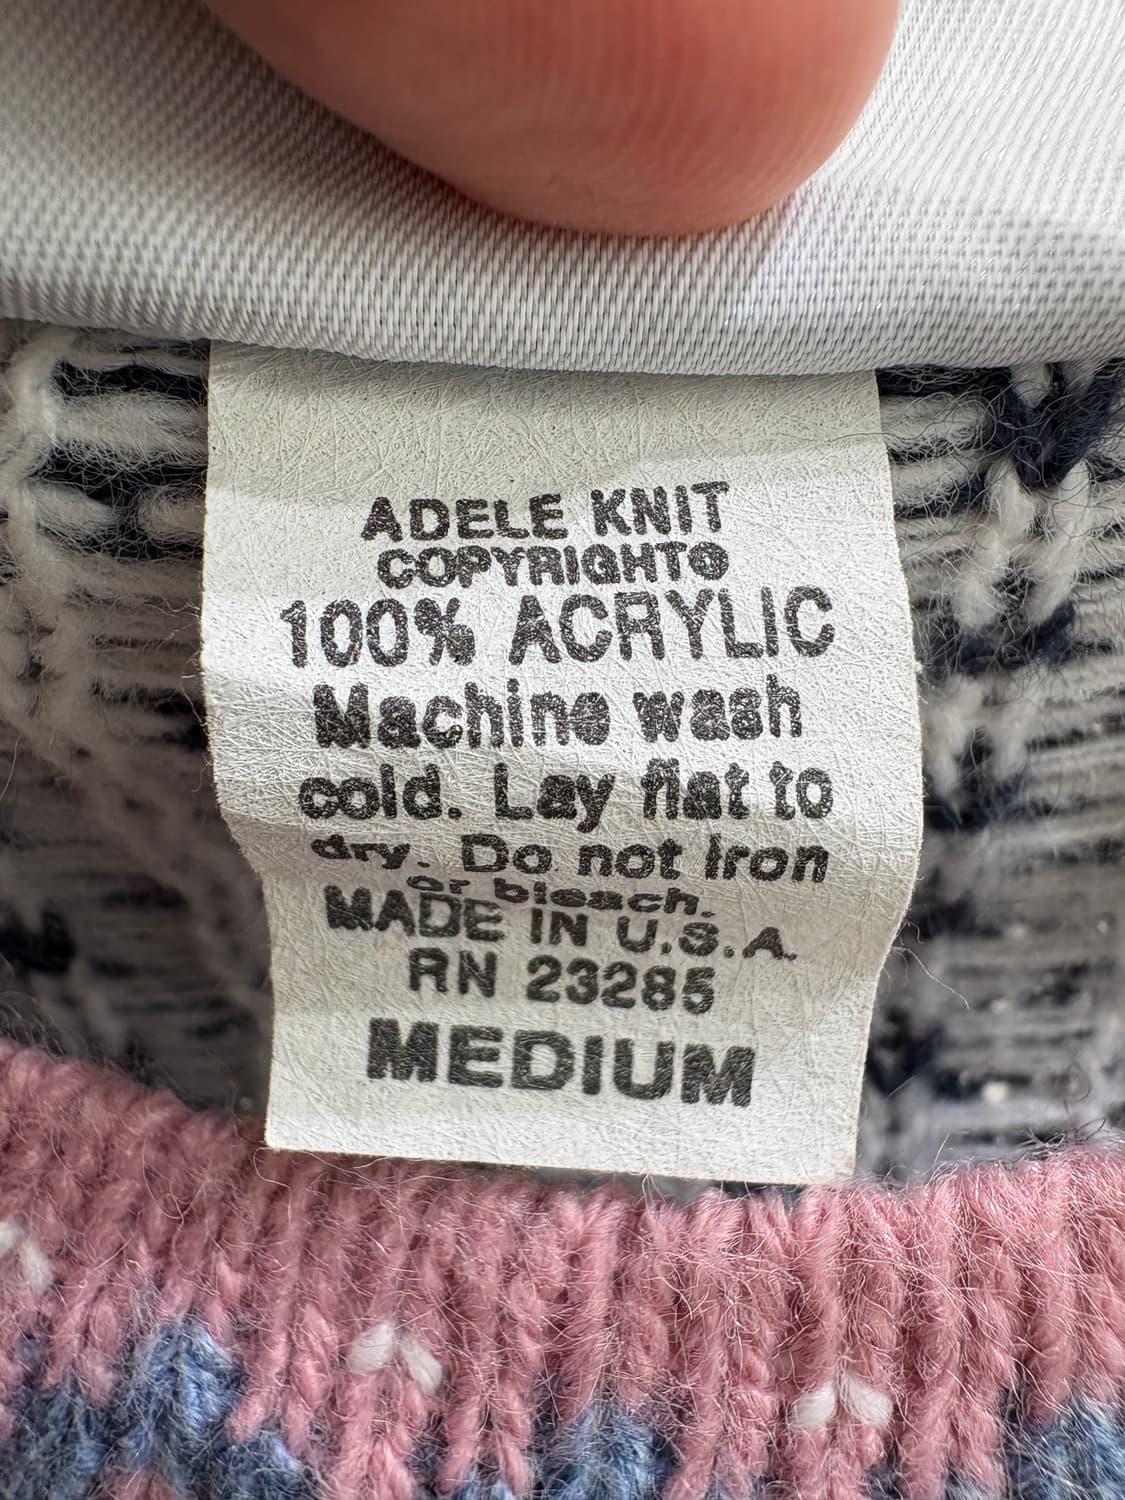 ADELE KNIT
COPYRIGHT©
100% ACRYLIC
Machine wash
cold. Lay flat to
dry. Do not iron
or bleach.
MADE IN U.S.A.
RN 23285
MEDIUM